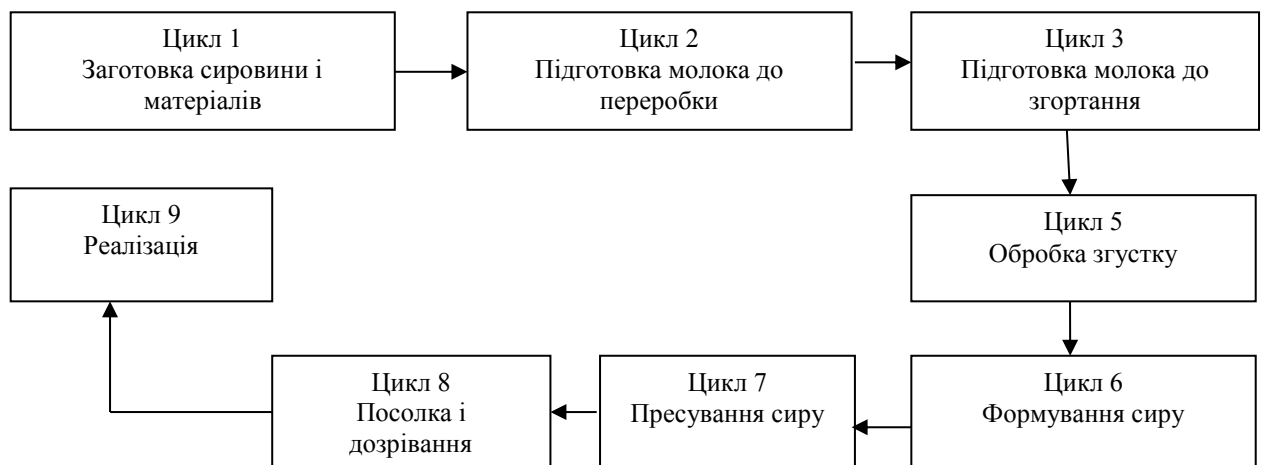 Цикл 1
Заготовка сировини і
матеріалів
Цикл 2
Підготовка молока до
переробки
Цикл 3
Підготовка молока до
згортання
Цикл 5
Обробка згустку
Цикл 6
Формування сиру
Цикл 7
Пресування сиру
Цикл 8
Посолка і
дозрівання
Цикл 9
Реалізація